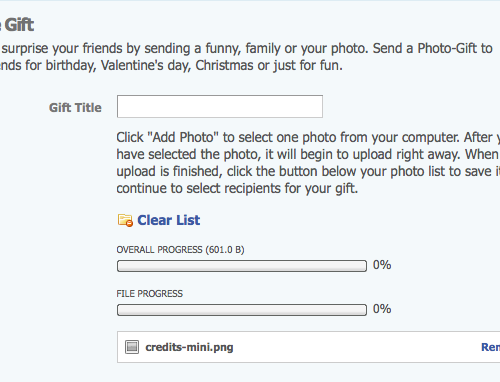 Gift
surprise your friends by sending a funny, family or your photo. Send a Photo-Gift to
for birthday, Valentine's day, Christmas or just for fun.
Gift Title
Click "Add Photo" to select one photo from your computer. After
have selected the photo, it will begin to upload right away. When
upload is finished, click the button below your photo list to save
continue to select recipients for your gift.
Clear List
OVERALL PROGRESS (601.0 B)
0%
FILE PROGRESS
0%
credits-mini.png